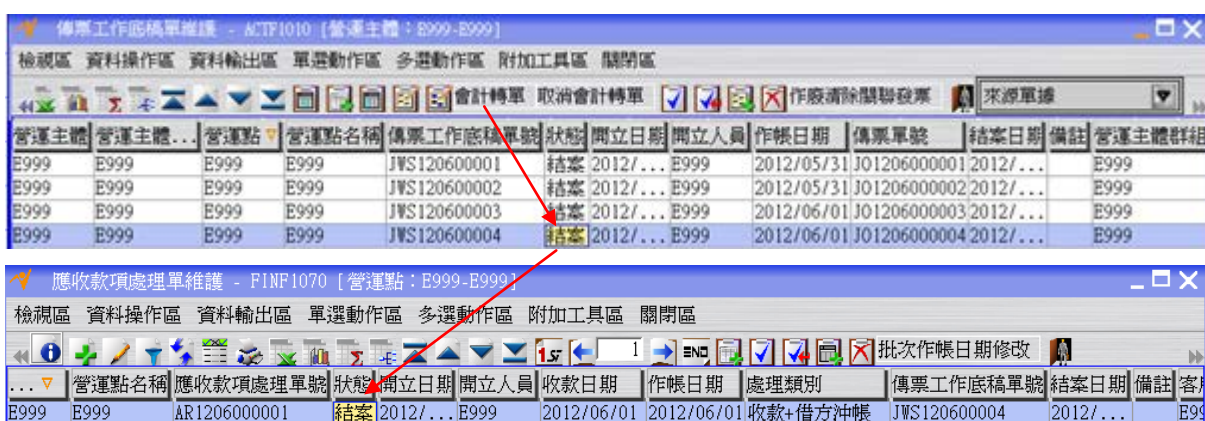 傳票工作底稿單維護 - ACTF1010 [營運主體：E999-E999]
檢視區 資料操作區 資料輸出區 單選動作區 多選動作區 附加工具區 關閉區
會計轉單 取消會計轉單 作廢清除關聯發票 來源單據
營運主體 營運主體... 營運點 營運點名稱 傳票工作底稿單號 狀態 開立日期 開立人員 作帳日期 傳票單號 結案日期 備註 營運主體群組
E999 E999 E999 E999 JWS120600001 結案 2012/... E999 2012/05/31 JO1206000001 2012/... E999
E999 E999 E999 E999 JWS120600002 結案 2012/... E999 2012/05/31 JO1206000002 2012/... E999
E999 E999 E999 E999 JWS120600003 結案 2012/... E999 2012/06/01 JO1206000003 2012/... E999
E999 E999 E999 E999 JWS120600004 結案 2012/... E999 2012/06/01 JO1206000004 2012/... E999
應收款項處理單維護 - FINF1070 [營運點：E999-E999]
檢視區 資料操作區 資料輸出區 單選動作區 多選動作區 附加工具區 關閉區
1 END 批次作帳日期修改
... 營運點名稱 應收款項處理單號 狀態 開立日期 開立人員 收款日期 作帳日期 處理類別 傳票工作底稿單號 結案日期 備註 客
E999 E999 AR1206000001 結案 2012/... E999 2012/06/01 2012/06/01 收款+借方沖帳 JWS120600004 2012/... E99